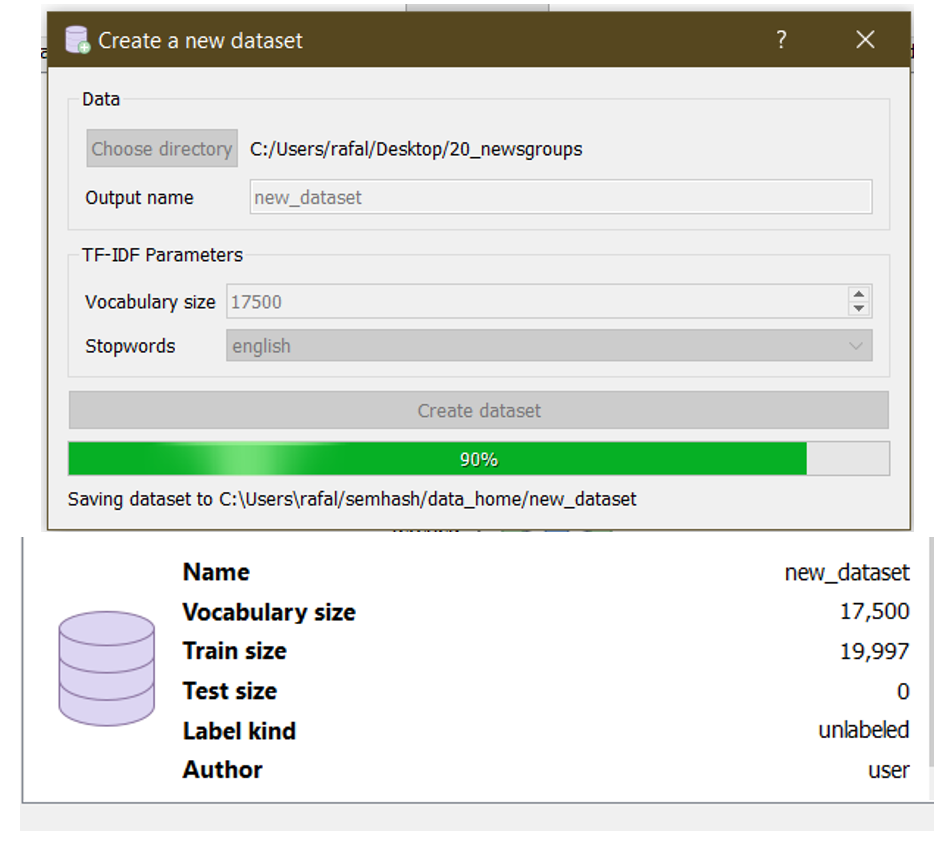 Create a new dataset ?
Data
Choose directory C:/Users/rafal/Desktop/20_newsgroups
Output name new_dataset
TF-IDF Parameters
Vocabulary size 17500
Stopwords english
Create dataset
90%
Saving dataset to C:\Users\rafal/semhash/data_home/new_dataset
Name new_dataset
Vocabulary size 17,500
Train size 19,997
Test size 0
Label kind unlabeled
Author user